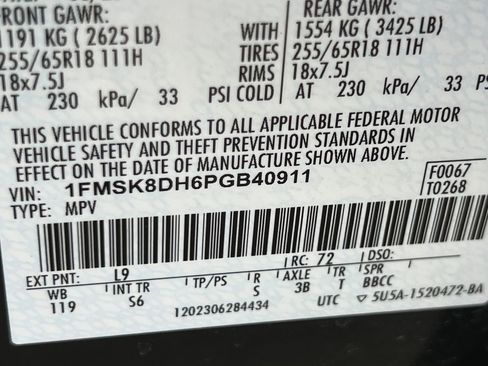 FRONT GAWR: REAR GAWR:
1191 KG ( 2625 LB) WITH 1554 KG ( 3425 LB)
255/65R18 111H TIRES 255/65R18 111H
18x7.5J RIMS 18x7.5J
AT 230 kPa/ 33 PSI COLD AT 230 kPa/ 33 PS
THIS VEHICLE CONFORMS TO ALL APPLICABLE FEDERAL MOTOR
VEHICLE SAFETY AND THEFT PREVENTION STANDARDS IN
EFFECT ON THE DATE OF MANUFACTURE SHOWN ABOVE.
VIN: 1FMSK8DH6PGB40911 F0067
TYPE: MPV T0268
EXT PNT: L9 RC: 72 DSO:
WB INT TR TP/PS R AXLE TR SPR
119 S6 S 3B T BBCC
1202306284434 UTC ▽ 5U5A-1520472-BA